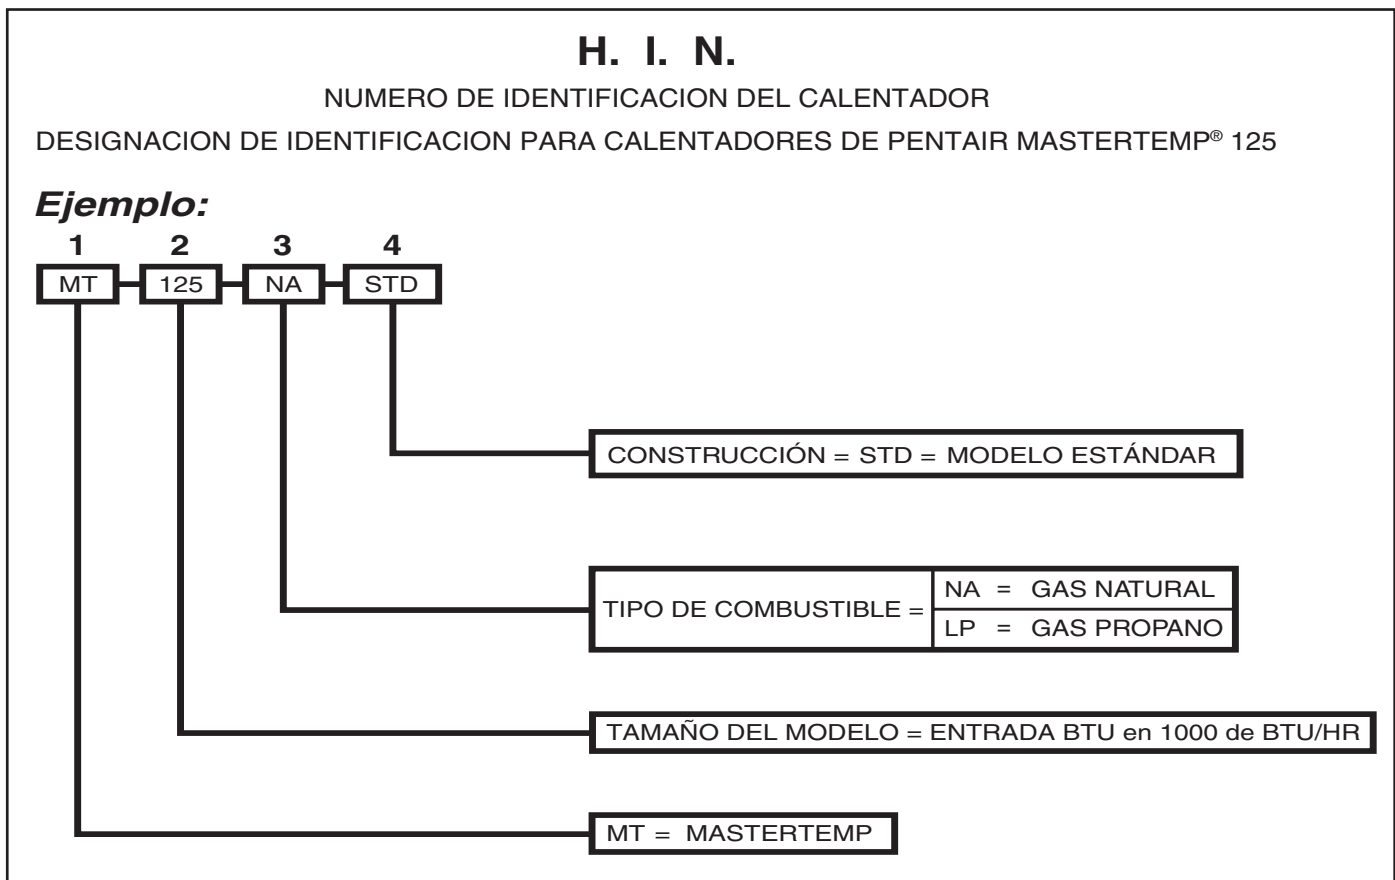 H. I. N.
NUMERO DE IDENTIFICACION DEL CALENTADOR
DESIGNACION DE IDENTIFICACION PARA CALENTADORES DE PENTAIR MASTERTEMP® 125
Ejemplo:
1 2 3 4
MT 125 NA STD
CONSTRUCCIÓN = STD = MODELO ESTÁNDAR
TIPO DE COMBUSTIBLE =
NA = GAS NATURAL
LP = GAS PROPANO
TAMAÑO DEL MODELO = ENTRADA BTU en 1000 de BTU/HR
MT = MASTERTEMP